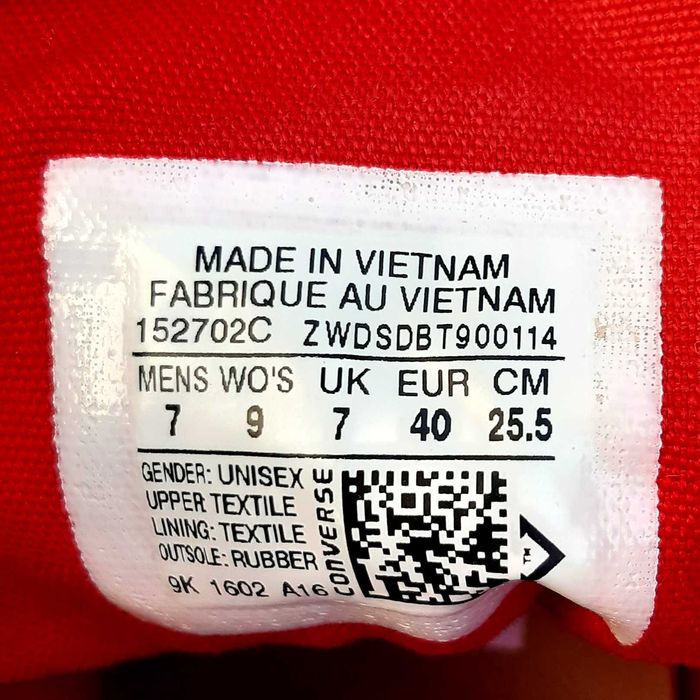 MADE IN VIETNAM
FABRIQUE AU VIETNAM
152702C ZWDSDBT900114
MENS WO'S UK EUR CM
7 9 7 40 25.5
GENDER: UNISEX
UPPER TEXTILE
LINING: TEXTILE
OUTSOLE: RUBBER
9K 1602 A16
CONVERSE
TM